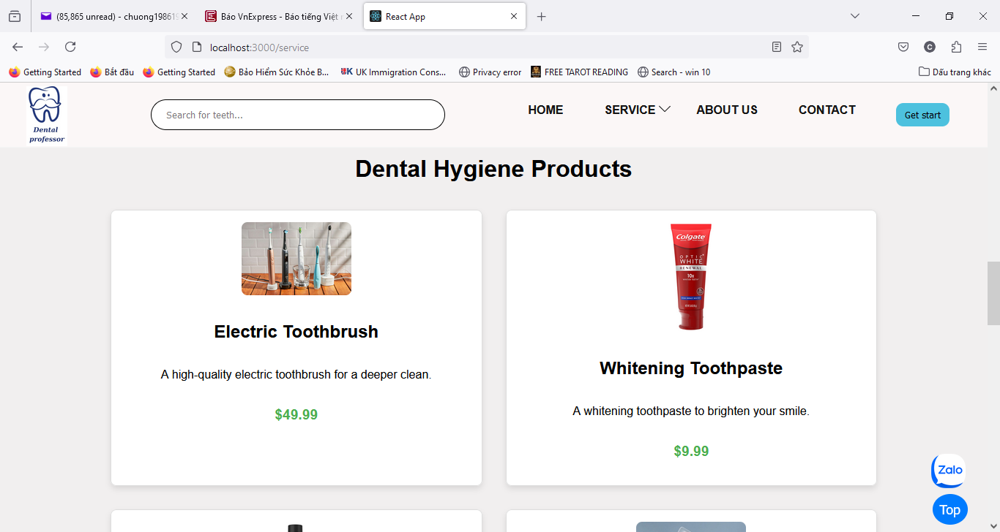 (85,865 unread) - chuong19861
Báo VnExpress - Báo tiếng Việt
React App
localhost:3000/service
C
Getting Started
Bắt đầu
Getting Started
Bảo Hiểm Sức Khỏe B...
UK Immigration Cons...
Privacy error
FREE TAROT READING
Search - win 10
Dấu trang khác
Dental
professor
Search for teeth...
HOME
SERVICE
ABOUT US
CONTACT
Get start
Dental Hygiene Products
Electric Toothbrush
A high-quality electric toothbrush for a deeper clean.
$49.99
Colgate
OPTIC
WHITE
RENEWAL
10x
Whitening Toothpaste
A whitening toothpaste to brighten your smile.
$9.99
Zalo
Top